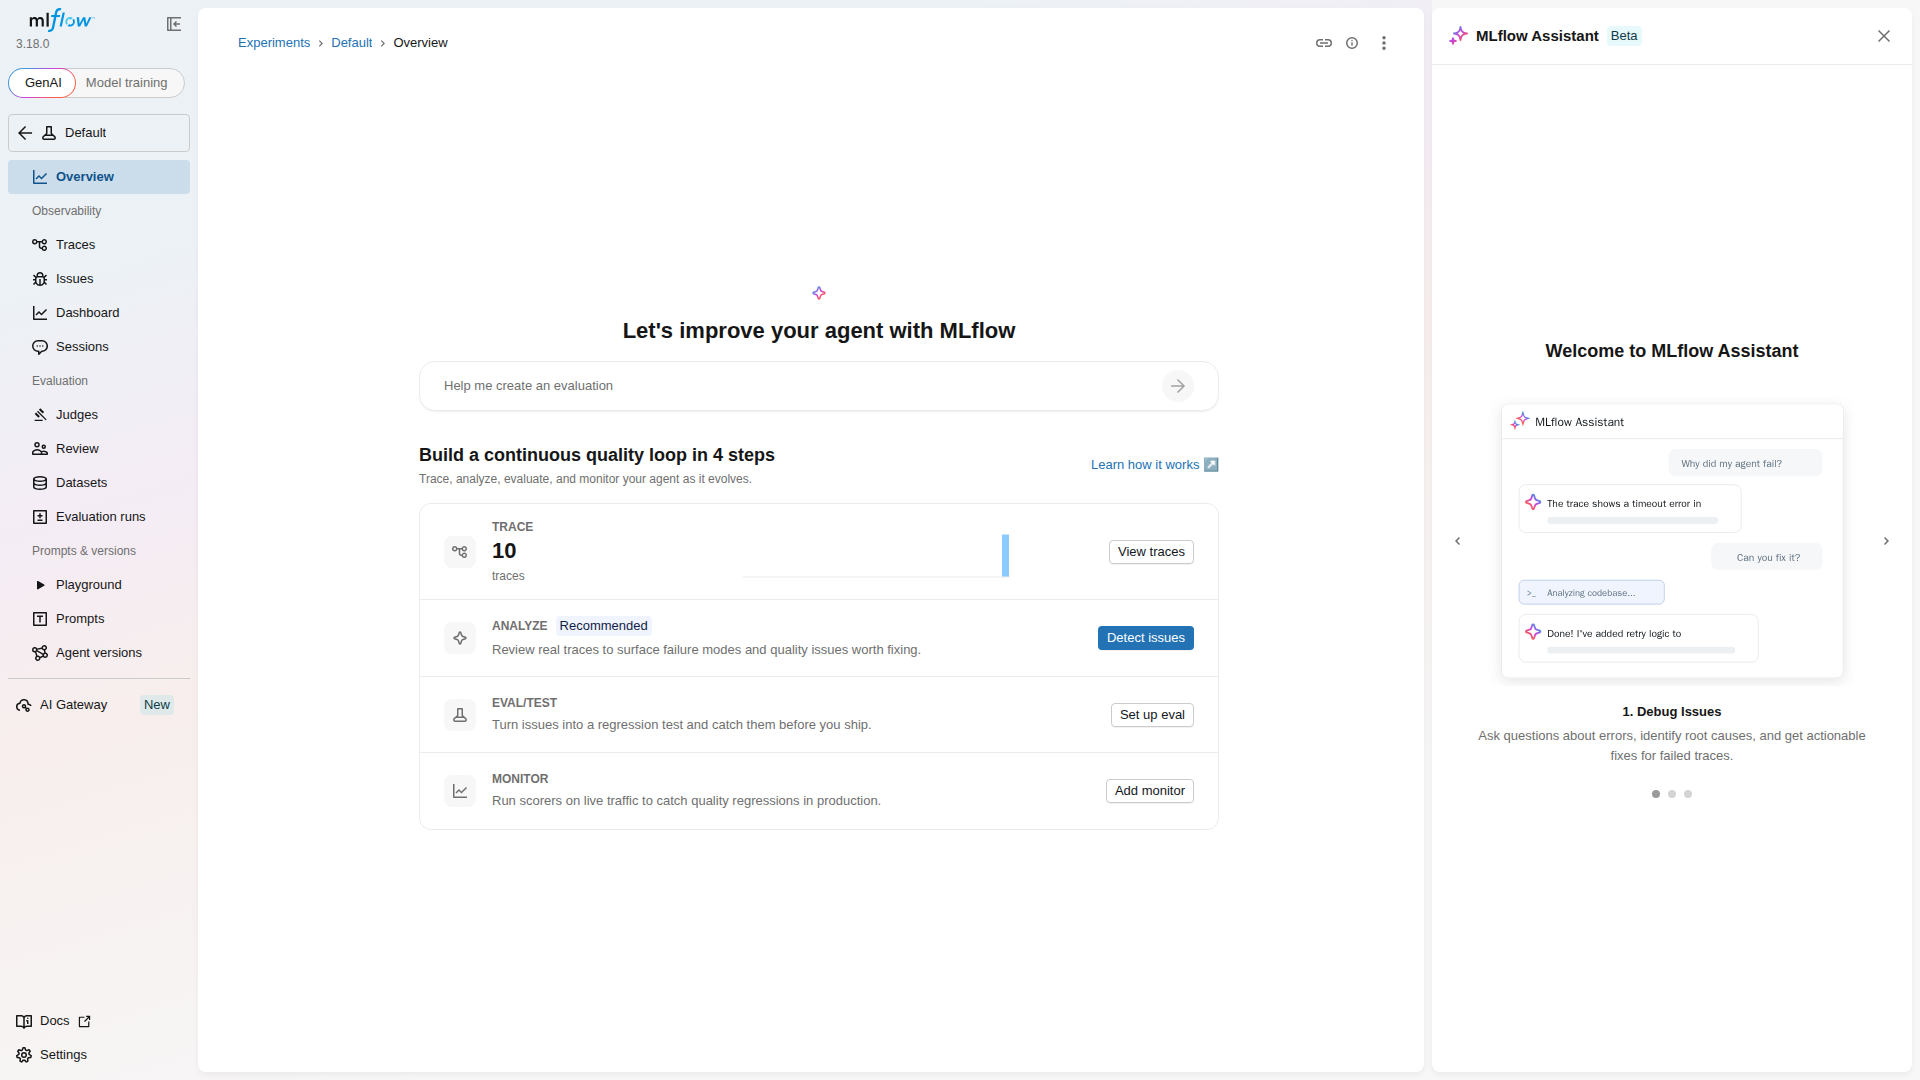 mlflow
3.18.0
GenAI
Model training
Default
Overview
Observability
Traces
Issues
Dashboard
Sessions
Evaluation
Judges
Review
Datasets
Evaluation runs
Prompts & versions
Playground
Prompts
Agent versions
AI Gateway New
Docs
Settings
Experiments > Default > Overview
Let's improve your agent with MLflow
Help me create an evaluation
Build a continuous quality loop in 4 steps
Trace, analyze, evaluate, and monitor your agent as it evolves.
Learn how it works
TRACE
10
traces
View traces
ANALYZE Recommended
Review real traces to surface failure modes and quality issues worth fixing.
Detect issues
EVAL/TEST
Turn issues into a regression test and catch them before you ship.
Set up eval
MONITOR
Run scorers on live traffic to catch quality regressions in production.
Add monitor
MLflow Assistant Beta
Welcome to MLflow Assistant
MLflow Assistant
Why did my agent fail?
The trace shows a timeout error in
Can you fix it?
>_ Analyzing codebase...
Done! I've added retry logic to
1. Debug Issues
Ask questions about errors, identify root causes, and get actionable
fixes for failed traces.